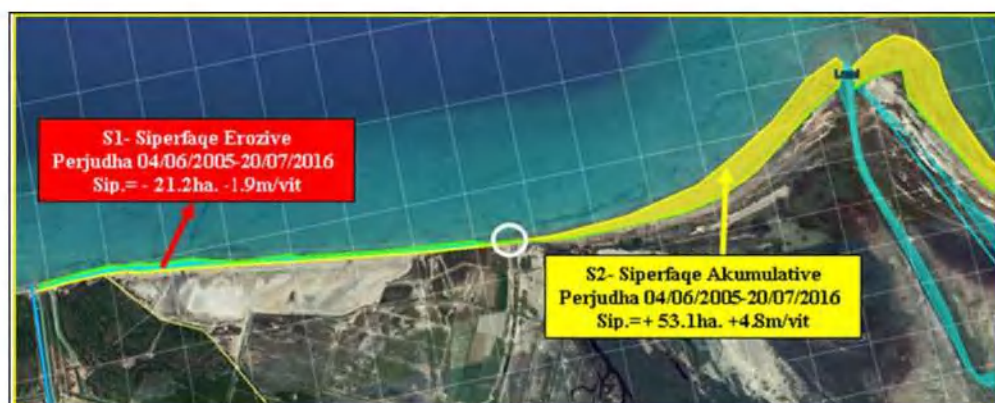 S1- Siperfaqe Erozive
Perjudha 04/06/2005-20/07/2016
Sip.= - 21.2ha. -1.9m/vit
S2- Siperfaqe Akumulative
Perjudha 04/06/2005-20/07/2016
Sip.=+ 53.1ha. +4.8m/vit